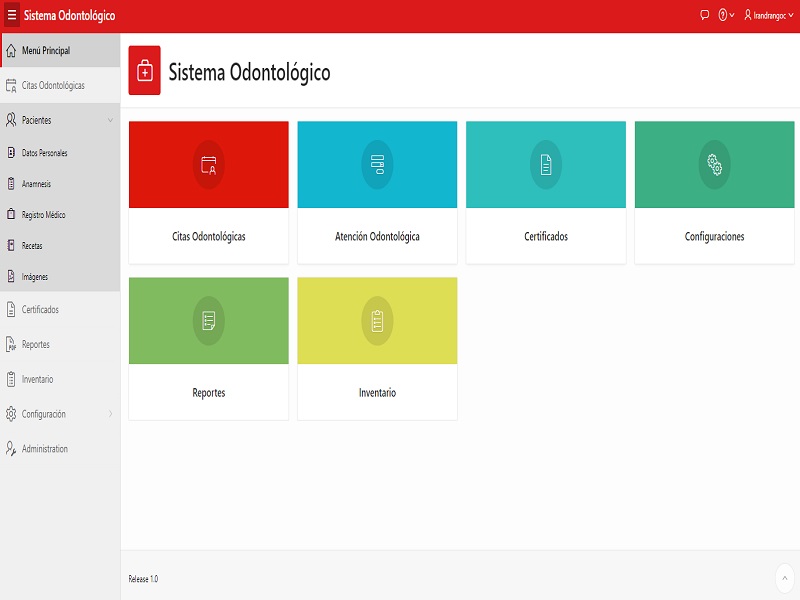 Sistema Odontológico
lrandrangoc
Menú Principal
Citas Odontológicas
Pacientes
Datos Personales
Anamnesis
Registro Médico
Recetas
Imágenes
Certificados
Reportes
Inventario
Configuración
Administration
Sistema Odontológico
Citas Odontológicas
Atención Odontológica
Certificados
Configuraciones
Reportes
Inventario
Release 1.0